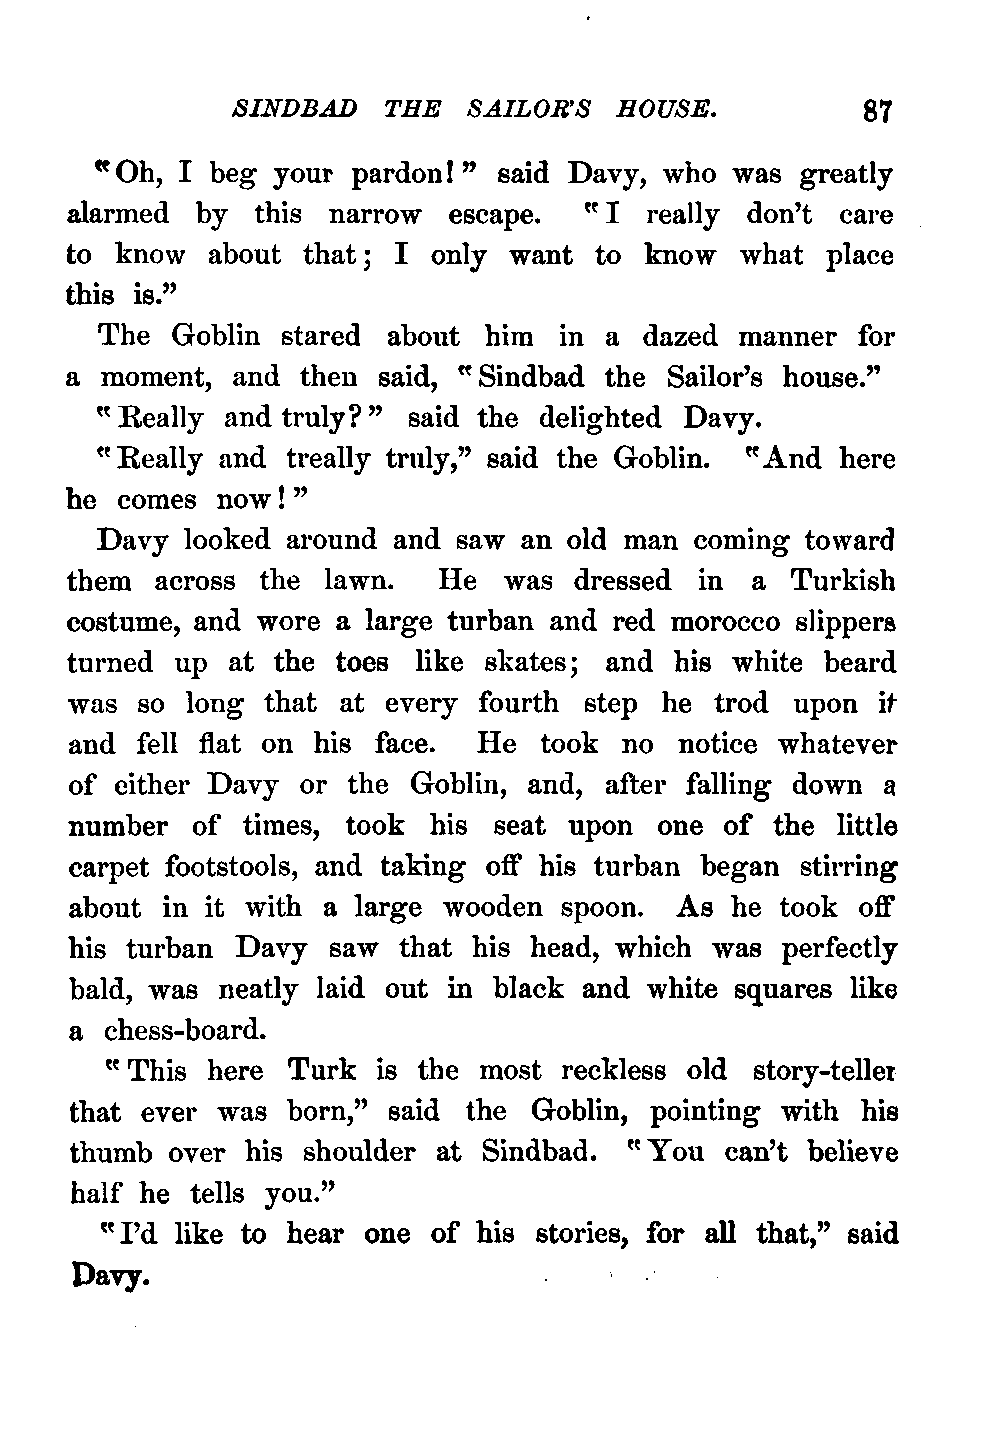 SINDBAD THE SAILOR'S HOUSE. 87
“Oh, I beg your pardon!” said Davy, who was greatly
alarmed by this narrow escape. “I really don't care
to know about that; I only want to know what place
this is.”
The Goblin stared about him in a dazed manner for
a moment, and then said, “Sindbad the Sailor's house.”
“Really and truly?” said the delighted Davy.
“Really and treally truly,” said the Goblin. “And here
he comes now!”
Davy looked around and saw an old man coming toward
them across the lawn. He was dressed in a Turkish
costume, and wore a large turban and red morocco slippers
turned up at the toes like skates; and his white beard
was so long that at every fourth step he trod upon it
and fell flat on his face. He took no notice whatever
of either Davy or the Goblin, and, after falling down a
number of times, took his seat upon one of the little
carpet footstools, and taking off his turban began stirring
about in it with a large wooden spoon. As he took off
his turban Davy saw that his head, which was perfectly
bald, was neatly laid out in black and white squares like
a chess-board.
“This here Turk is the most reckless old story-teller
that ever was born,” said the Goblin, pointing with his
thumb over his shoulder at Sindbad. “You can't believe
half he tells you.”
“I'd like to hear one of his stories, for all that,” said
Davy.